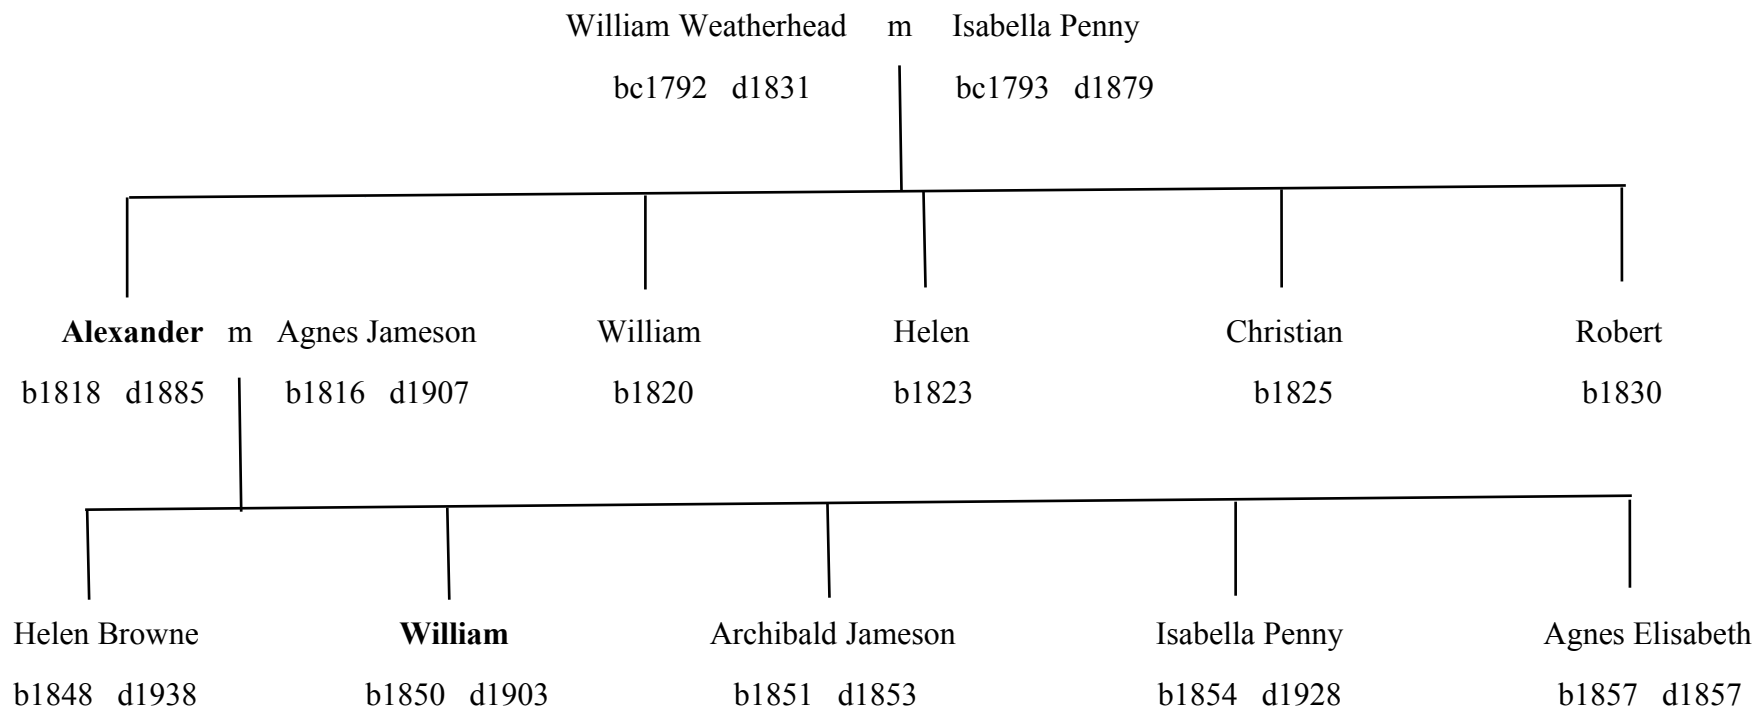 William Weatherhead m Isabella Penny
bc1792 d1831 bc1793 d1879
Alexander m Agnes Jameson William Helen Christian Robert
b1818 d1885 b1816 d1907 b1820 b1823 b1825 b1830
Helen Browne William Archibald Jameson Isabella Penny Agnes Elisabeth
b1848 d1938 b1850 d1903 b1851 d1853 b1854 d1928 b1857 d1857